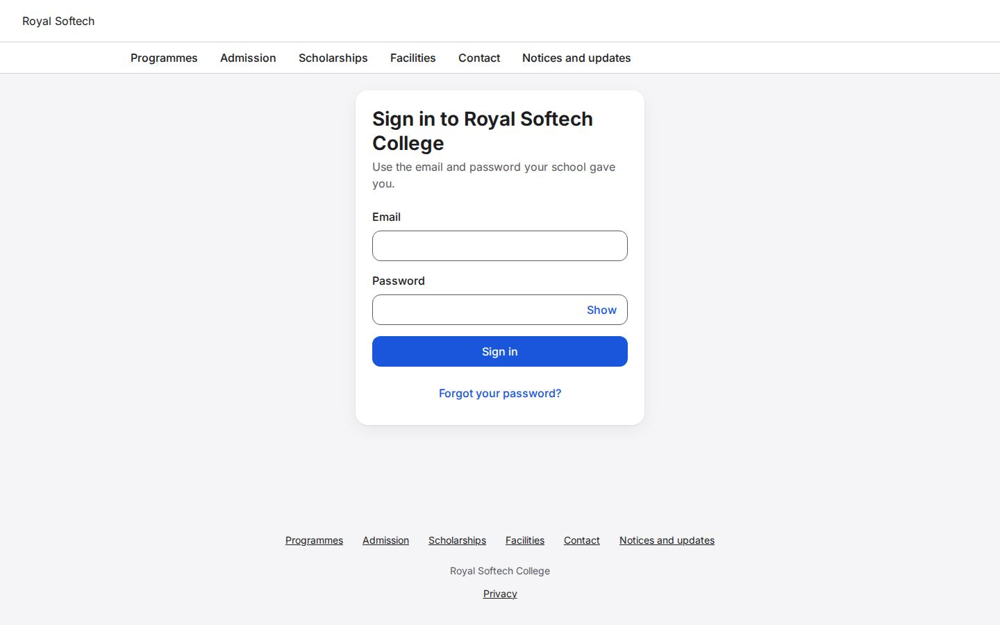 Royal Softech
Programmes Admission Scholarships Facilities Contact Notices and updates
Sign in to Royal Softech
College
Use the email and password your school gave
you.
Email
Password
Show
Sign in
Forgot your password?
Programmes Admission Scholarships Facilities Contact Notices and updates
Royal Softech College
Privacy